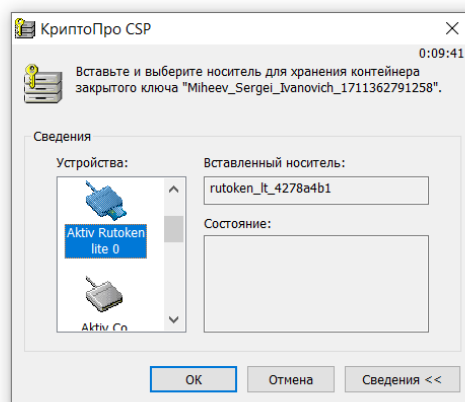 КриптоПро CSP
0:09:41
Вставьте и выберите носитель для хранения контейнера
закрытого ключа "Miheev_Sergei_Ivanovich_1711362791258".
Сведения
Устройства:
Aktiv Rutoken
lite 0
Aktiv Co.
Вставленный носитель:
rutoken_lt_4278a4b1
Состояние:
ОК
Отмена
Сведения <<